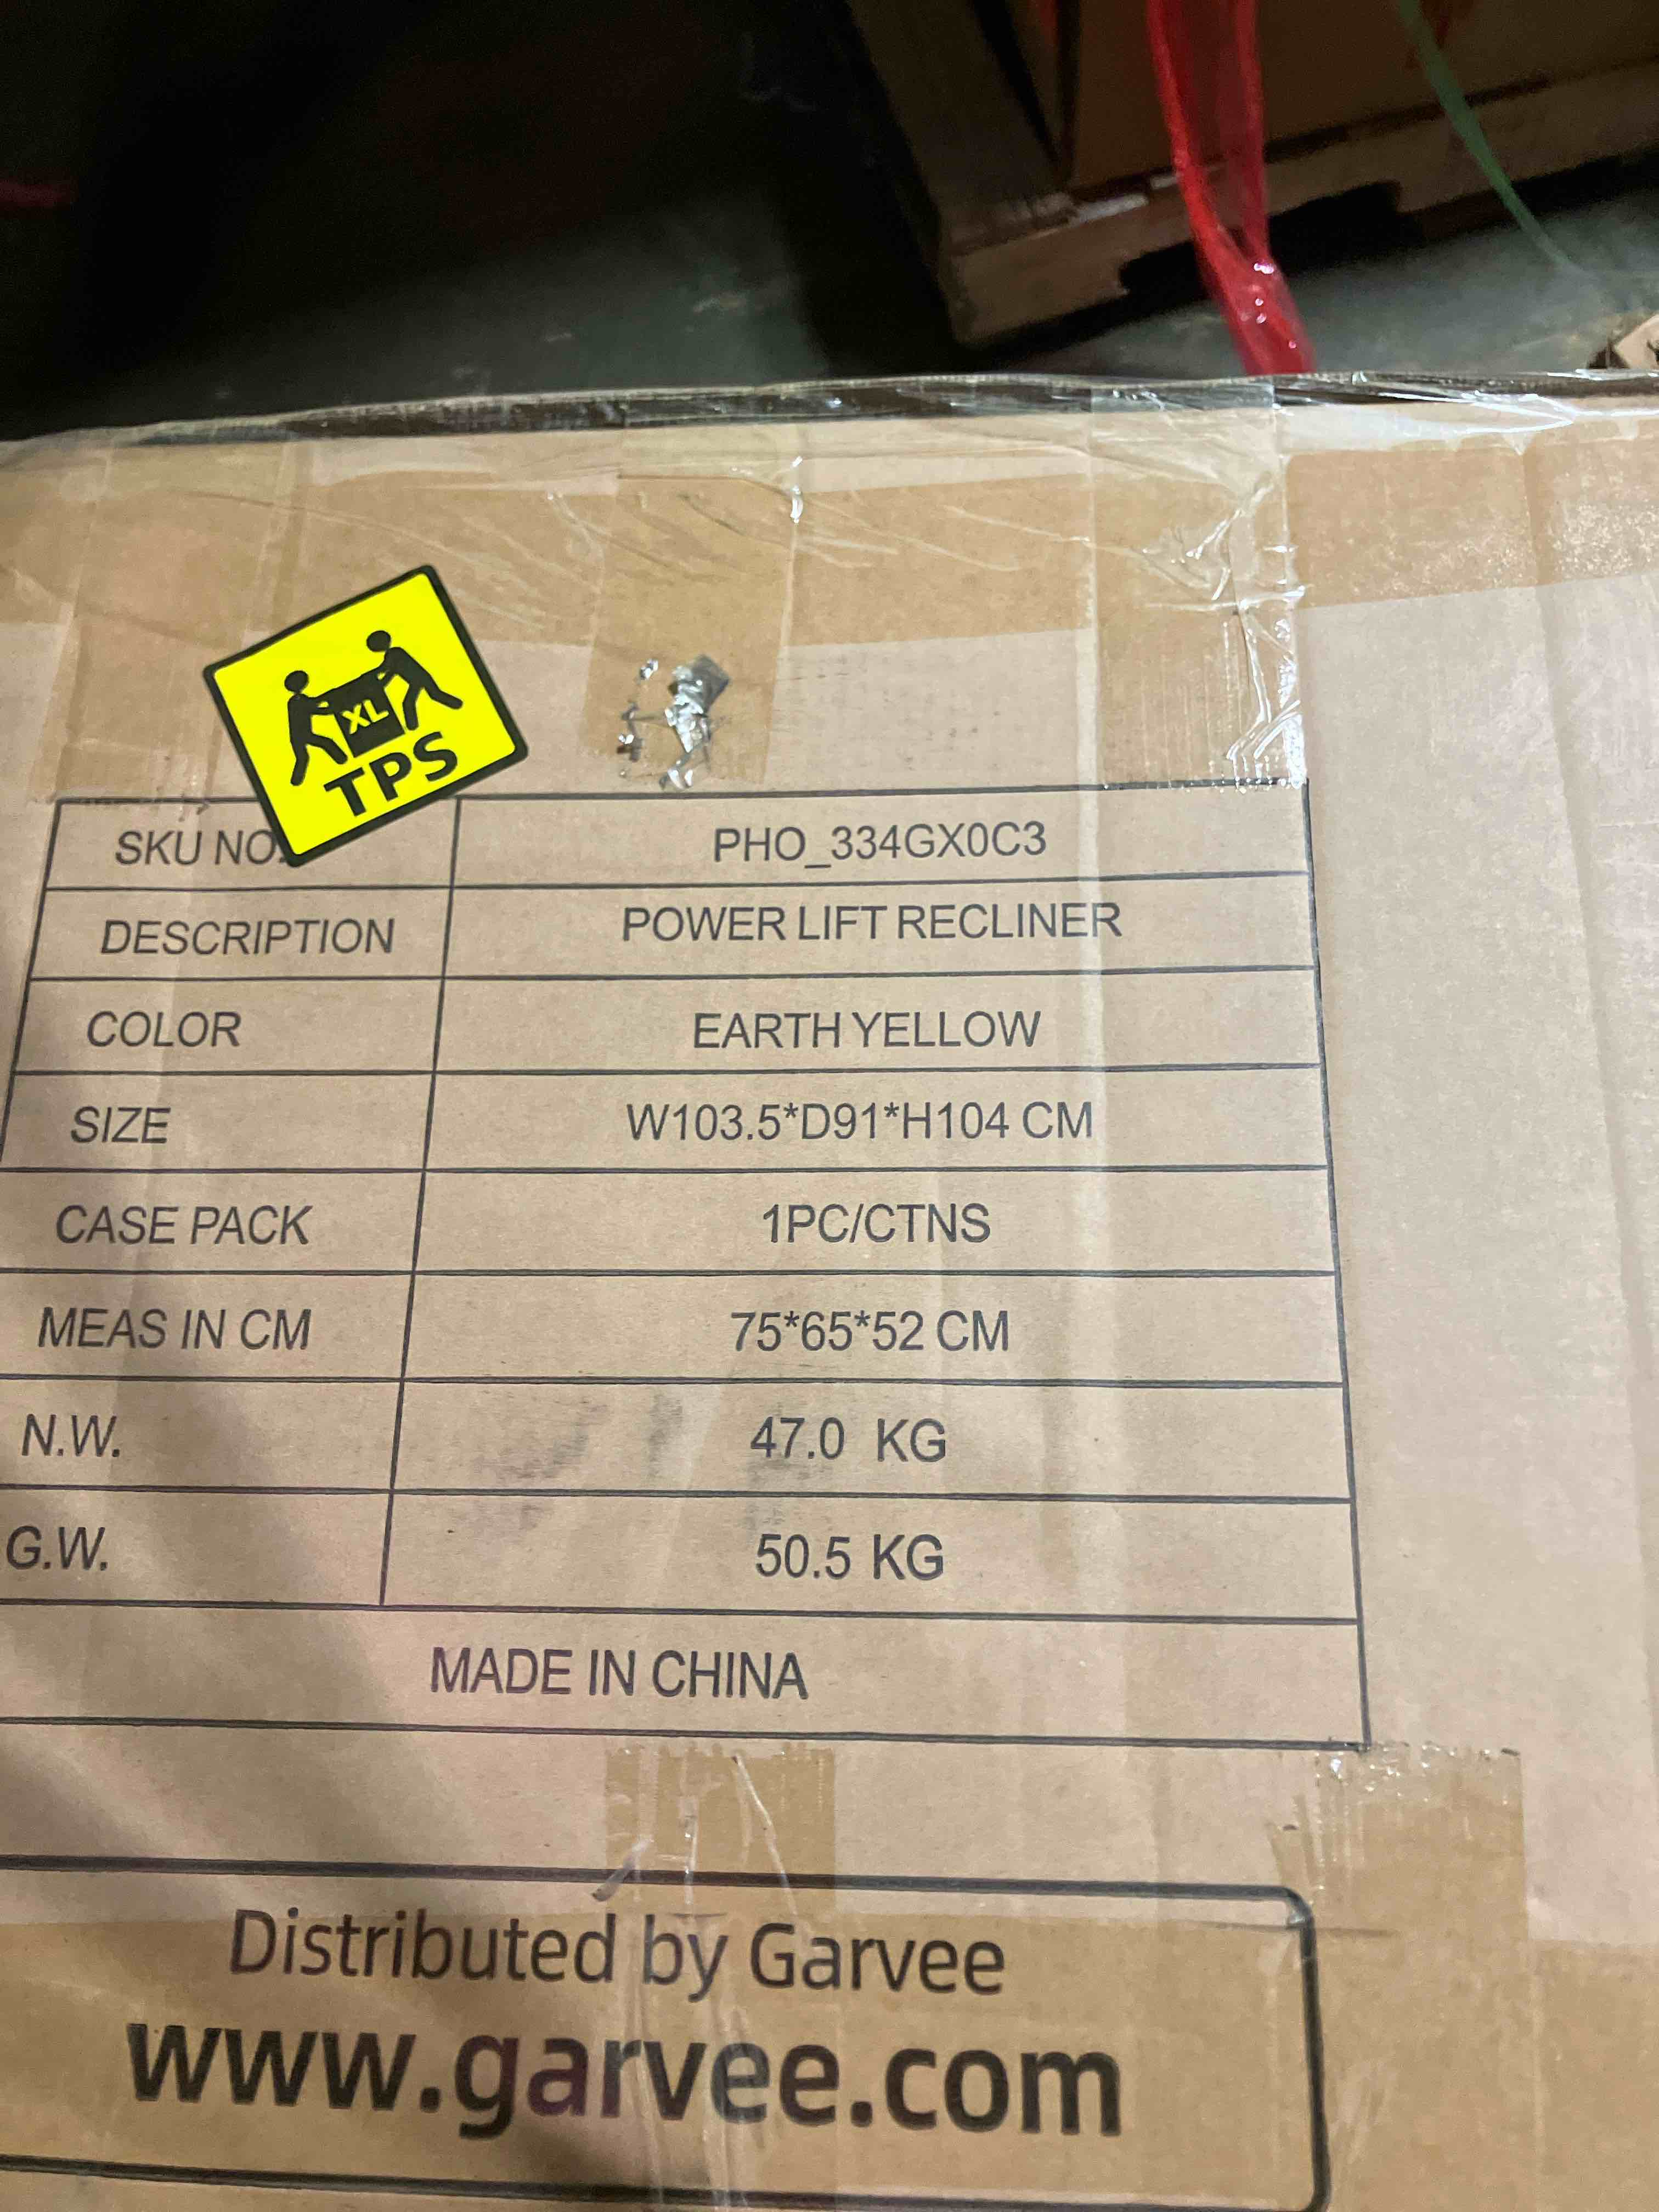 XL
TPS
SKU NO. PHO_334GX0C3
DESCRIPTION POWER LIFT RECLINER
COLOR EARTH YELLOW
SIZE W103.5*D91*H104 CM
CASE PACK 1PC/CTNS
MEAS IN CM 75*65*52 CM
N.W. 47.0 KG
G.W. 50.5 KG
MADE IN CHINA
Distributed by Garvee
www.garvee.com